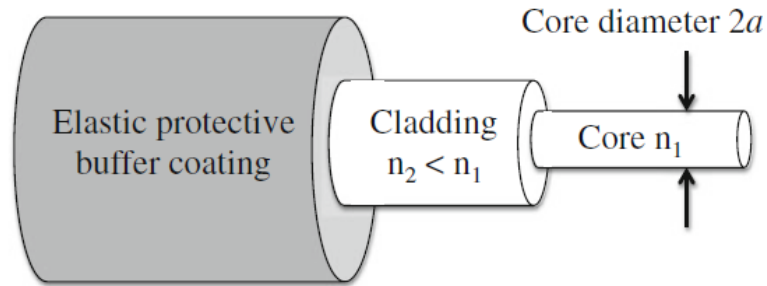 Core diameter 2a
Elastic protective
buffer coating
Cladding
n₂ < n₁
Core n₁